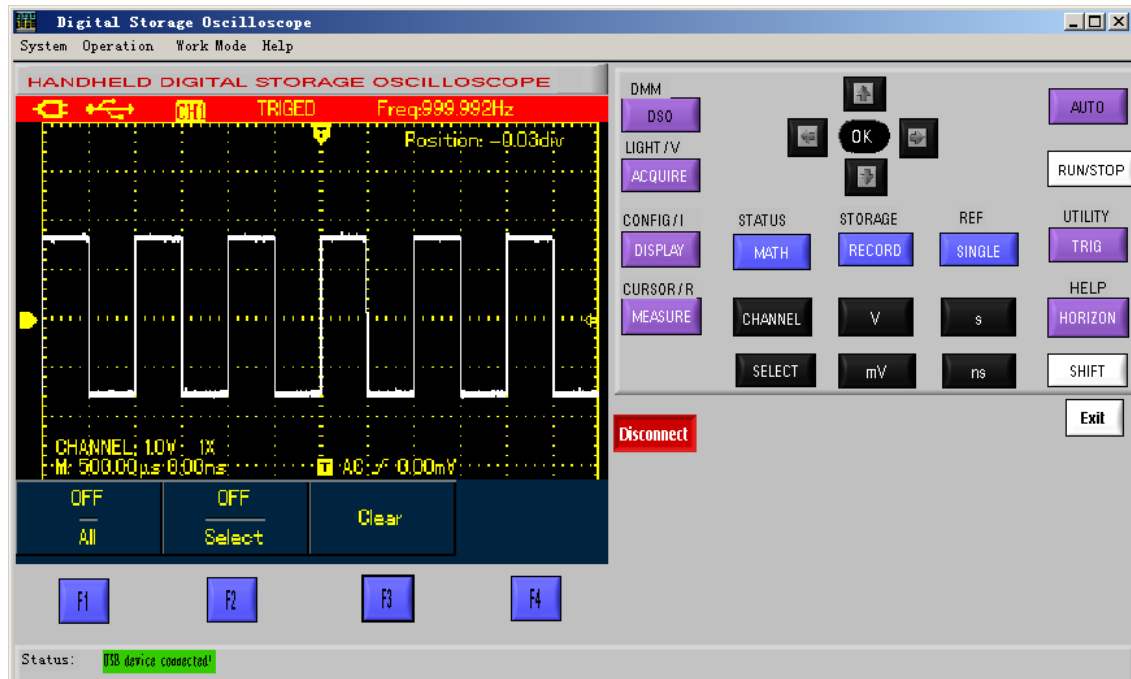 Digital Storage Oscilloscope
System Operation Work Mode Help
HANDHELD DIGITAL STORAGE OSCILLOSCOPE
CH1 TRIGED Freq:999.992Hz
T
Position: -0.03div
CHANNEL: 1.0V 1X
M: 500.00µs 0.00ns T AC 0.00mV
OFF OFF Clear
All Select
F1 F2 F3 F4
DMM
DSO
LIGHT/V
ACQUIRE
CONFIG/I
DISPLAY
CURSOR/R
MEASURE
OK
AUTO
RUN/STOP
STATUS STORAGE REF UTILITY
MATH RECORD SINGLE TRIG
HELP
CHANNEL V s HORIZON
SELECT mV ns SHIFT
Disconnect
Exit
Status: USB device connected!